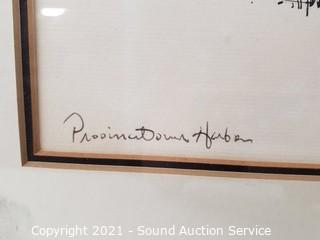 Provincetown Harbor
Copyright 2021 - Sound Auction Service